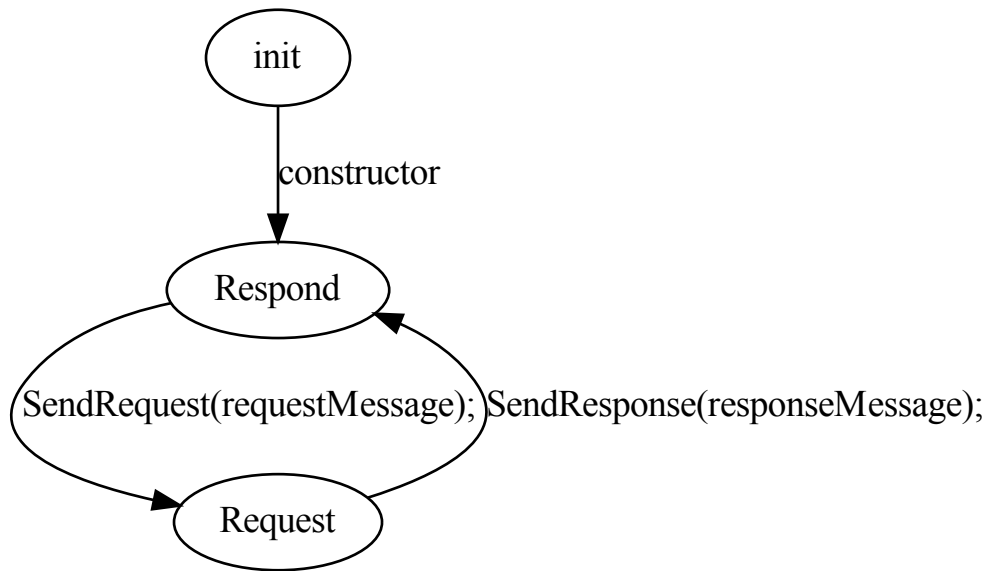 init
constructor
Respond
SendRequest(requestMessage);
SendResponse(responseMessage);
Request